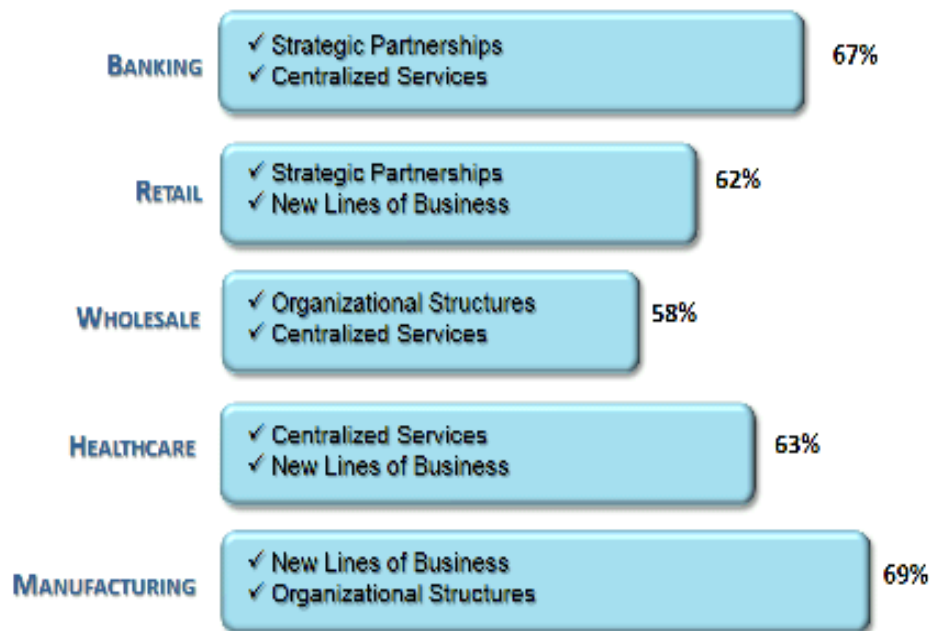 BANKING
✓ Strategic Partnerships
✓ Centralized Services
67%
RETAIL
✓ Strategic Partnerships
✓ New Lines of Business
62%
WHOLESALE
✓ Organizational Structures
✓ Centralized Services
58%
HEALTHCARE
✓ Centralized Services
✓ New Lines of Business
63%
MANUFACTURING
✓ New Lines of Business
✓ Organizational Structures
69%